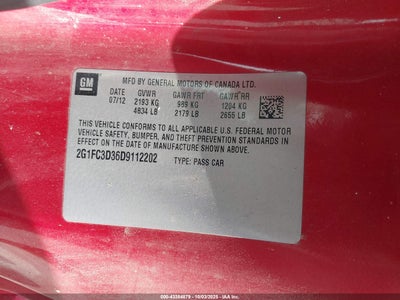 GM
MFD BY GENERAL MOTORS OF CANADA LTD.
DATE GVWR GAWR FRT GAWR RR
07/12 2193 KG 989 KG 1204 KG
4834 LB 2179 LB 2655 LB
THIS VEHICLE CONFORMS TO ALL APPLICABLE U.S. FEDERAL MOTOR
VEHICLE SAFETY, BUMPER, AND THEFT PREVENTION STANDARDS IN
EFFECT ON THE DATE OF MANUFACTURE SHOWN ABOVE.
2G1FC3D36D9112202 TYPE: PASS CAR
000-43394879 - 10/03/2025 - IAA Inc.